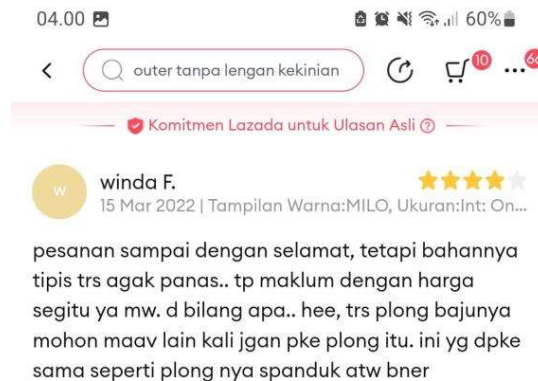 04.00 60%
outer tanpa lengan kekinian 10 66
Komitmen Lazada untuk Ulasan Asli
W
winda F.
15 Mar 2022 | Tampilan Warna:MILO, Ukuran:Int: On...
pesanan sampai dengan selamat, tetapi bahannya
tipis trs agak panas.. tp maklum dengan harga
segitu ya mw. d bilang apa.. hee, trs plong bajunya
mohon maav lain kali jgan pke plong itu. ini yg dpke
sama seperti plong nya spanduk atw bner